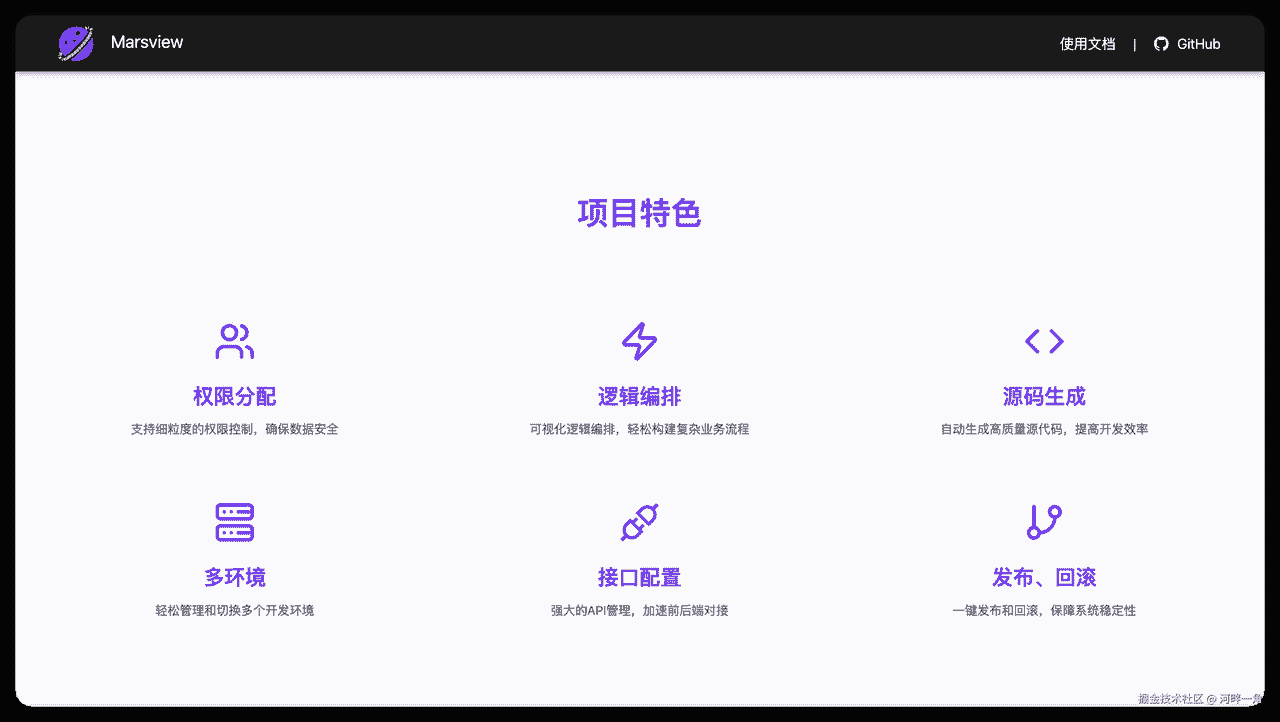 Marsview
使用文档 | GitHub
项目特色
权限分配
支持细粒度的权限控制，确保数据安全
逻辑编排
可视化逻辑编排，轻松构建复杂业务流程
源码生成
自动生成高质量源代码，提高开发效率
多环境
轻松管理和切换多个开发环境
接口配置
强大的API管理，加速前后端对接
发布、回滚
一键发布和回滚，保障系统稳定性
掘金技术社区 @ 河畔一角